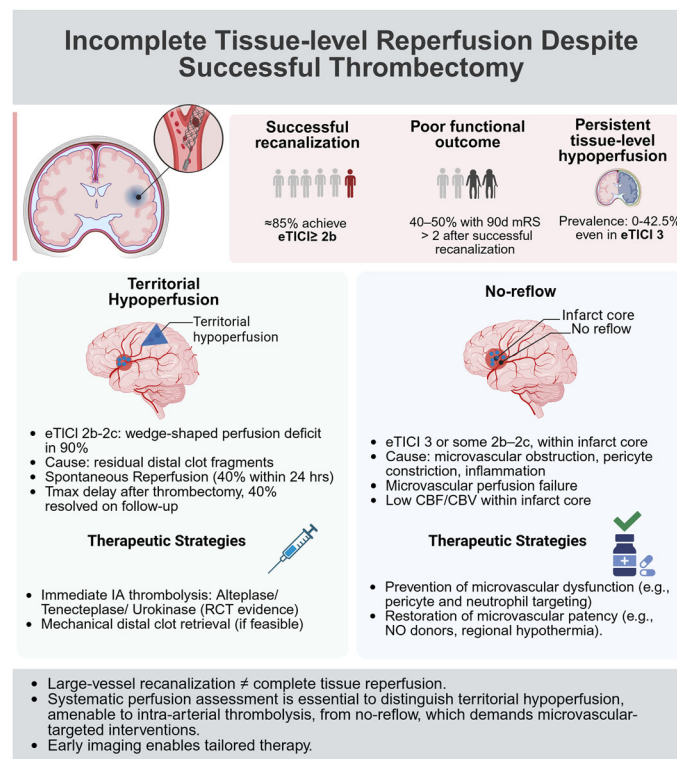 Incomplete Tissue-level Reperfusion Despite
Successful Thrombectomy
Successful
recanalization
≈85% achieve
eTICI≥ 2b
Poor functional
outcome
40–50% with 90d mRS
> 2 after successful
recanalization
Persistent
tissue-level
hypoperfusion
Prevalence: 0-42.5%
even in eTICI 3
Territorial
Hypoperfusion
Territorial
hypoperfusion
• eTICI 2b-2c: wedge-shaped perfusion deficit
in 90%
• Cause: residual distal clot fragments
• Spontaneous Reperfusion (40% within 24 hrs)
• Tmax delay after thrombectomy, 40%
resolved on follow-up
Therapeutic Strategies
• Immediate IA thrombolysis: Alteplase/
Tenecteplase/ Urokinase (RCT evidence)
• Mechanical distal clot retrieval (if feasible)
No-reflow
Infarct core
No reflow
• eTICI 3 or some 2b–2c, within infarct core
• Cause: microvascular obstruction, pericyte
constriction, inflammation
• Microvascular perfusion failure
• Low CBF/CBV within infarct core
Therapeutic Strategies
• Prevention of microvascular dysfunction (e.g.,
pericyte and neutrophil targeting)
• Restoration of microvascular patency (e.g.,
NO donors, regional hypothermia).
• Large-vessel recanalization ≠ complete tissue reperfusion.
• Systematic perfusion assessment is essential to distinguish territorial hypoperfusion,
amenable to intra-arterial thrombolysis, from no-reflow, which demands microvascular-
targeted interventions.
• Early imaging enables tailored therapy.